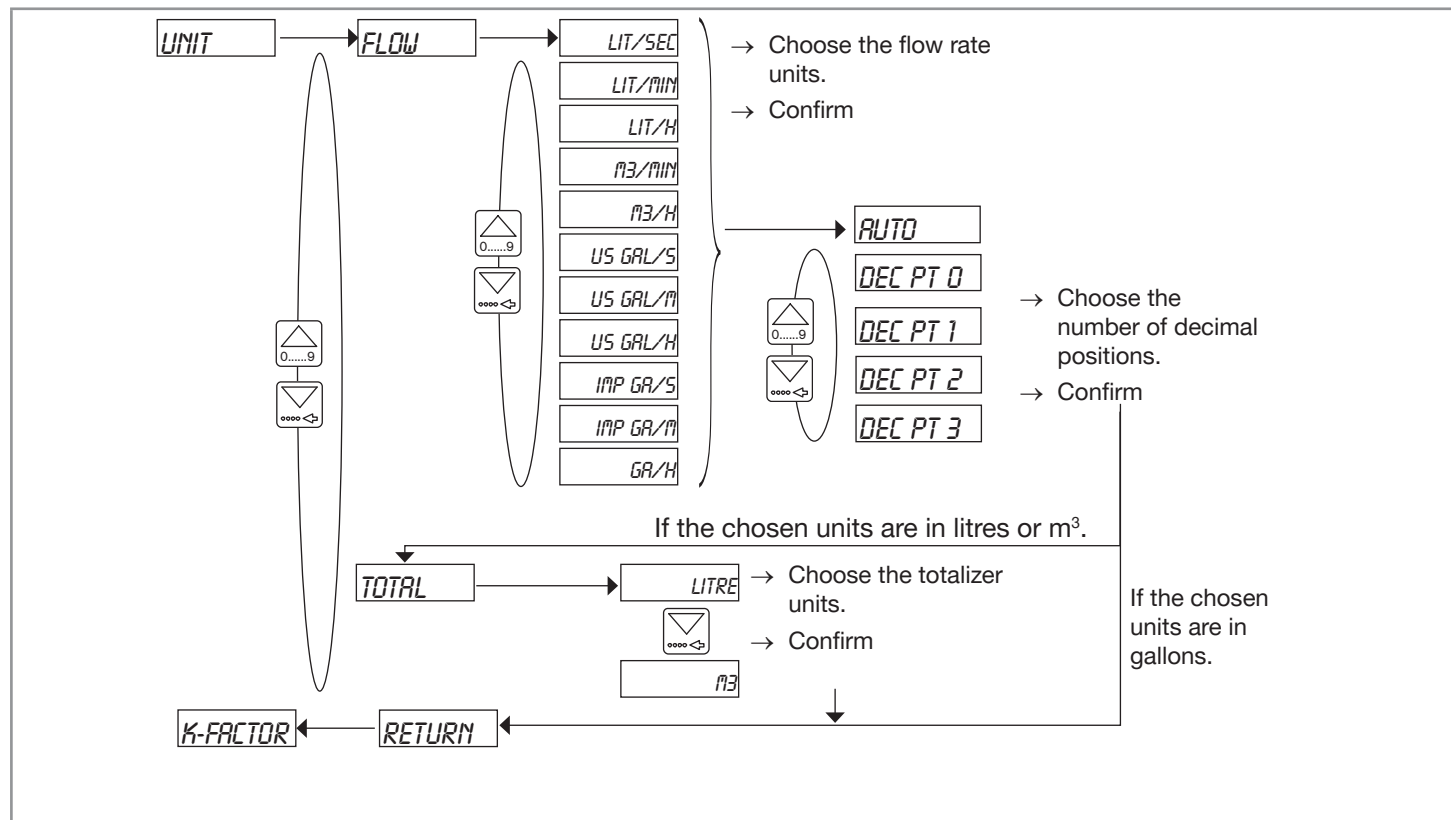 UNIT
FLOW
LIT/SEC
→ Choose the flow rate
units.
→ Confirm
LIT/MIN
LIT/H
M3/MIN
M3/H
US GAL/S
US GAL/M
US GAL/H
IMP GA/S
IMP GA/M
GA/H
0......9
0......9
AUTO
DEC PT 0
DEC PT 1
DEC PT 2
DEC PT 3
0......9
→ Choose the
number of decimal
positions.
→ Confirm
If the chosen units are in litres or m³.
TOTAL
LITRE
→ Choose the totalizer
units.
→ Confirm
M3
If the chosen
units are in
gallons.
K-FACTOR
RETURN